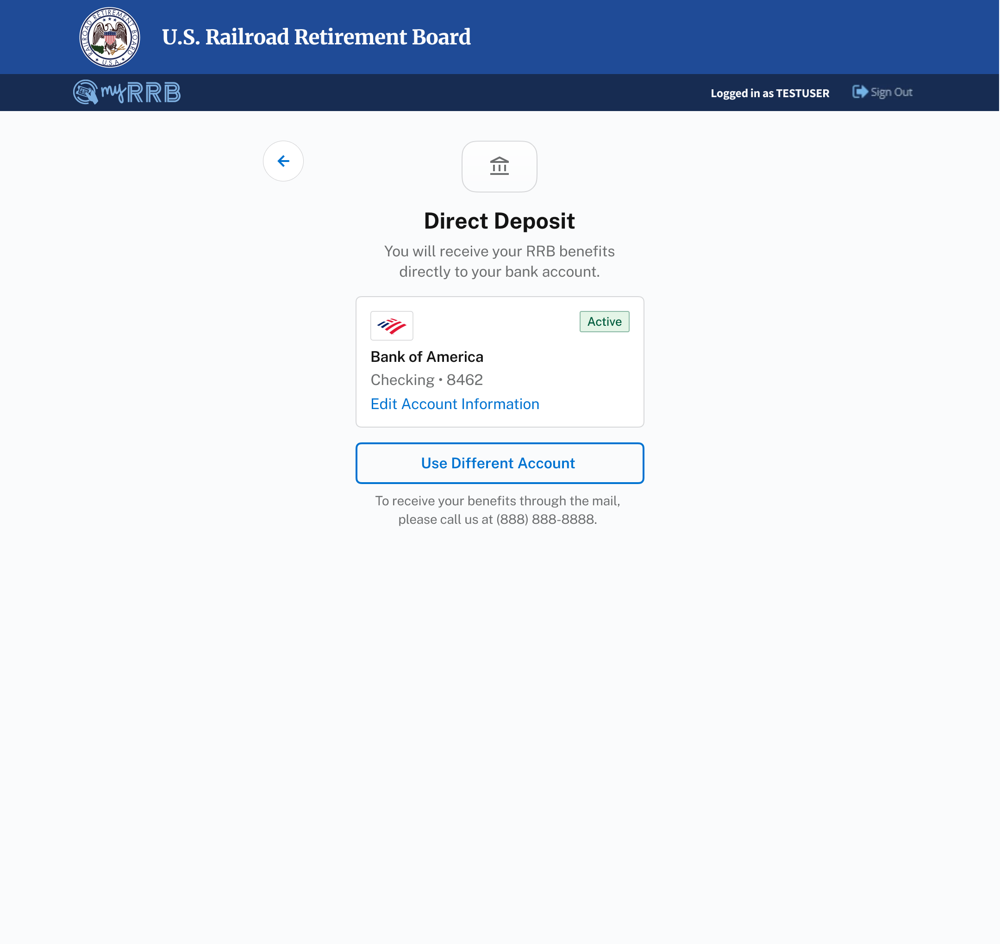 RAILROAD RETIREMENT BOARD
U.S.A.
U.S. Railroad Retirement Board
myRRB
Logged in as TESTUSER
Sign Out
Direct Deposit
You will receive your RRB benefits
directly to your bank account.
Active
Bank of America
Checking • 8462
Edit Account Information
Use Different Account
To receive your benefits through the mail,
please call us at (888) 888-8888.